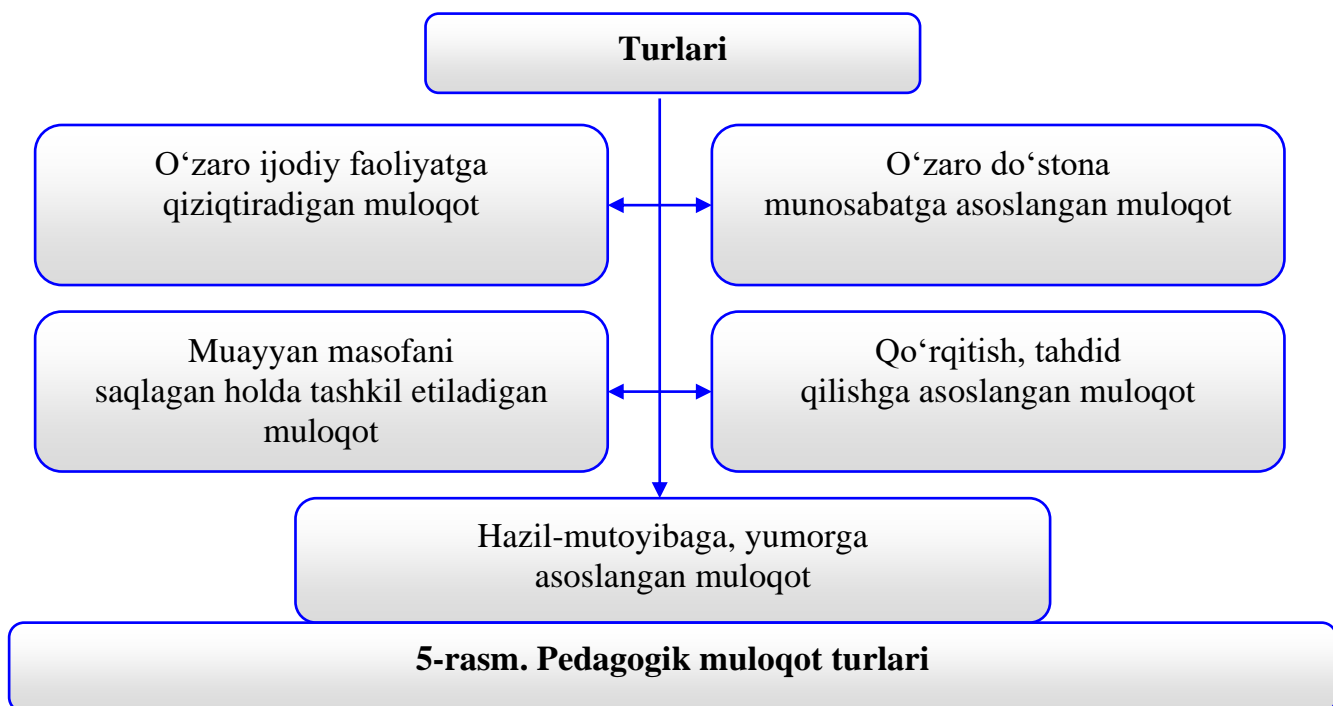 Turlari
O‘zaro ijodiy faoliyatga
qiziqtiradigan muloqot
O‘zaro do‘stona
munosabatga asoslangan muloqot
Muayyan masofani
saqlagan holda tashkil etiladigan
muloqot
Qo‘rqitish, tahdid
qilishga asoslangan muloqot
Hazil-mutoyibaga, yumorga
asoslangan muloqot
5-rasm. Pedagogik muloqot turlari